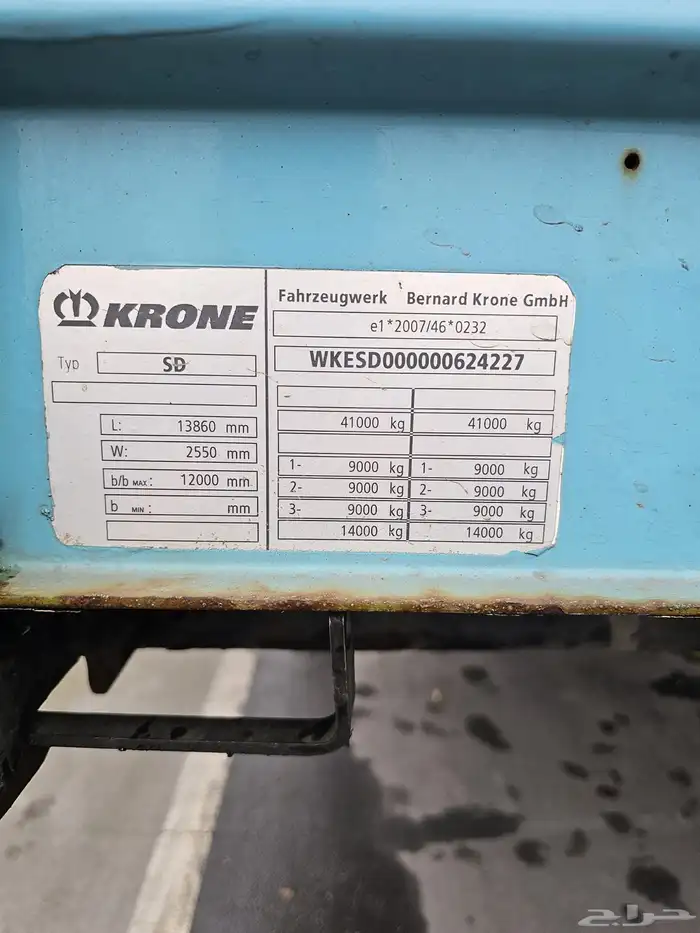 KRONE
Typ SD
L: 13860 mm
W: 2550 mm
b/b MAX: 12000 mm
b MIN: mm
Fahrzeugwerk Bernard Krone GmbH
e1*2007/46*0232
WKESD000000624227
41000 kg 41000 kg
1- 9000 kg 1- 9000 kg
2- 9000 kg 2- 9000 kg
3- 9000 kg 3- 9000 kg
14000 kg 14000 kg
حراج